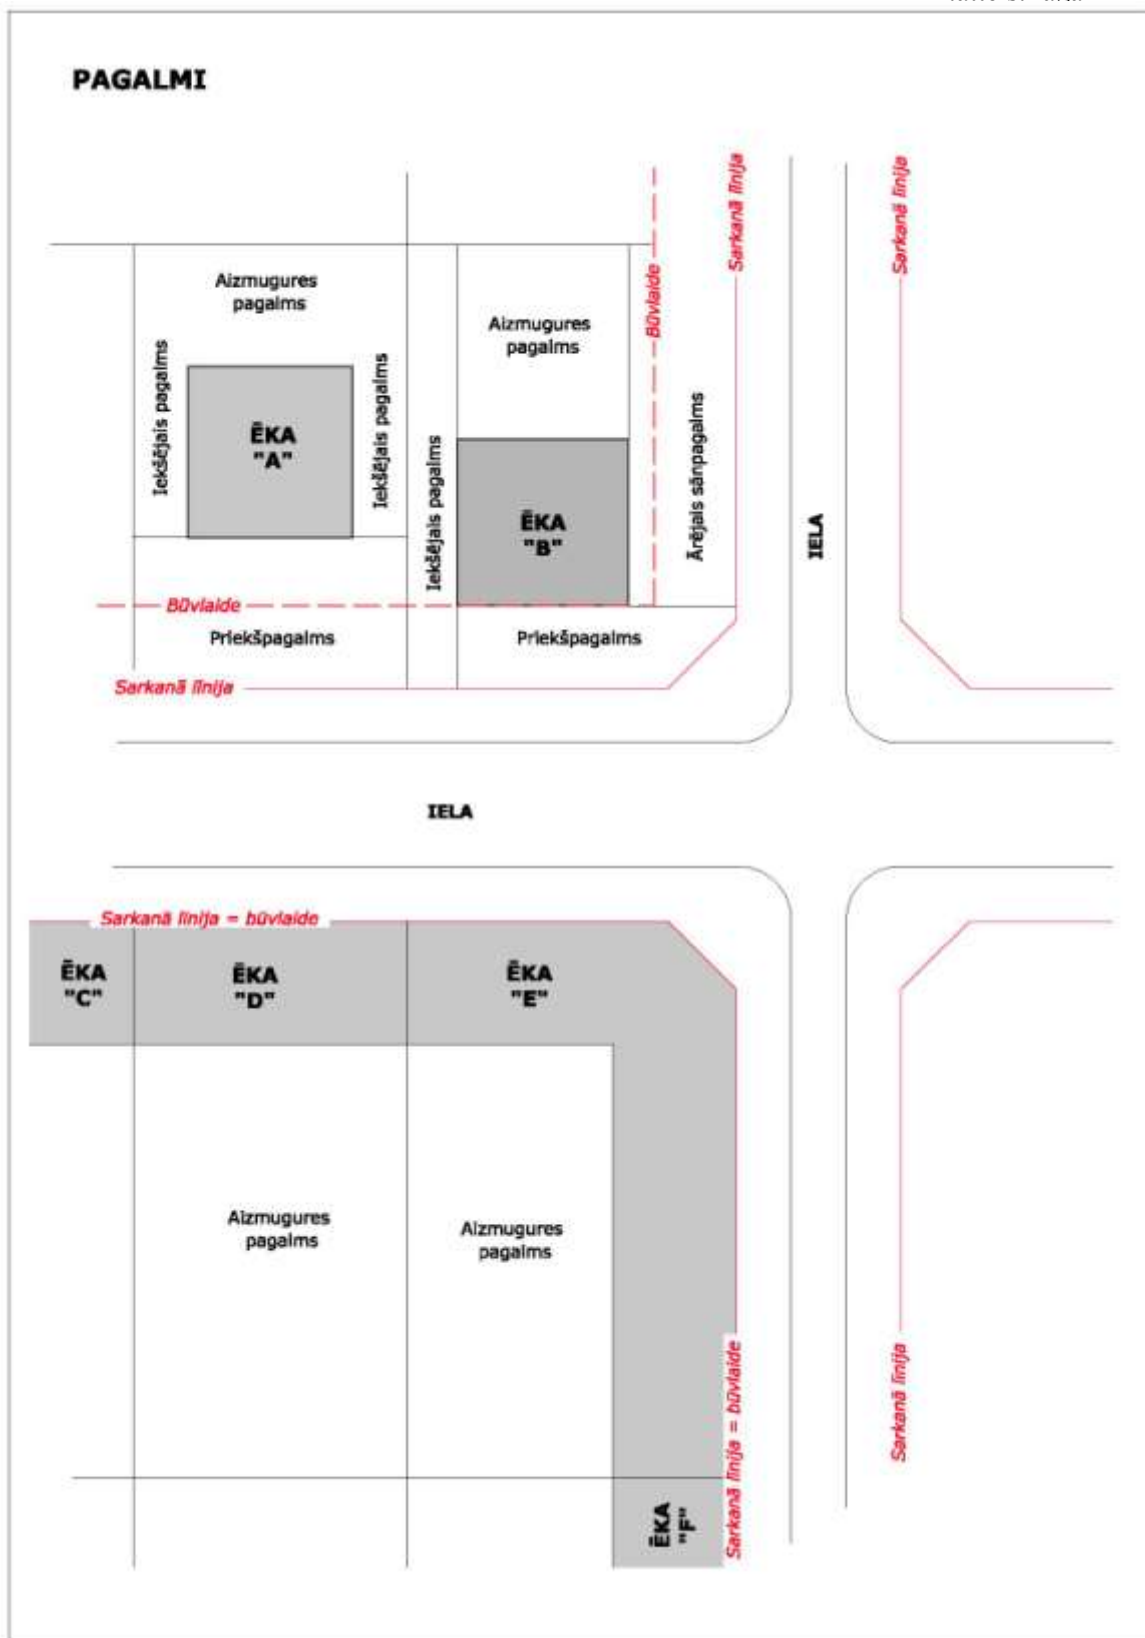 PAGALMI
Sarkanā līnija
Sarkanā līnija
Būvlaide
Aizmugures
pagalms
Aizmugures
pagalms
Iekšējais pagalms
Iekšējais pagalms
Iekšējais pagalms
Ārējais sānpagalms
ĒKA
"A"
ĒKA
"B"
IELA
Būvlaide
Priekšpagalms
Priekšpagalms
Sarkanā līnija
IELA
Sarkanā līnija = būvlaide
ĒKA
"C"
ĒKA
"D"
ĒKA
"E"
Aizmugures
pagalms
Aizmugures
pagalms
Sarkanā līnija = būvlaide
Sarkanā līnija
ĒKA
"F"